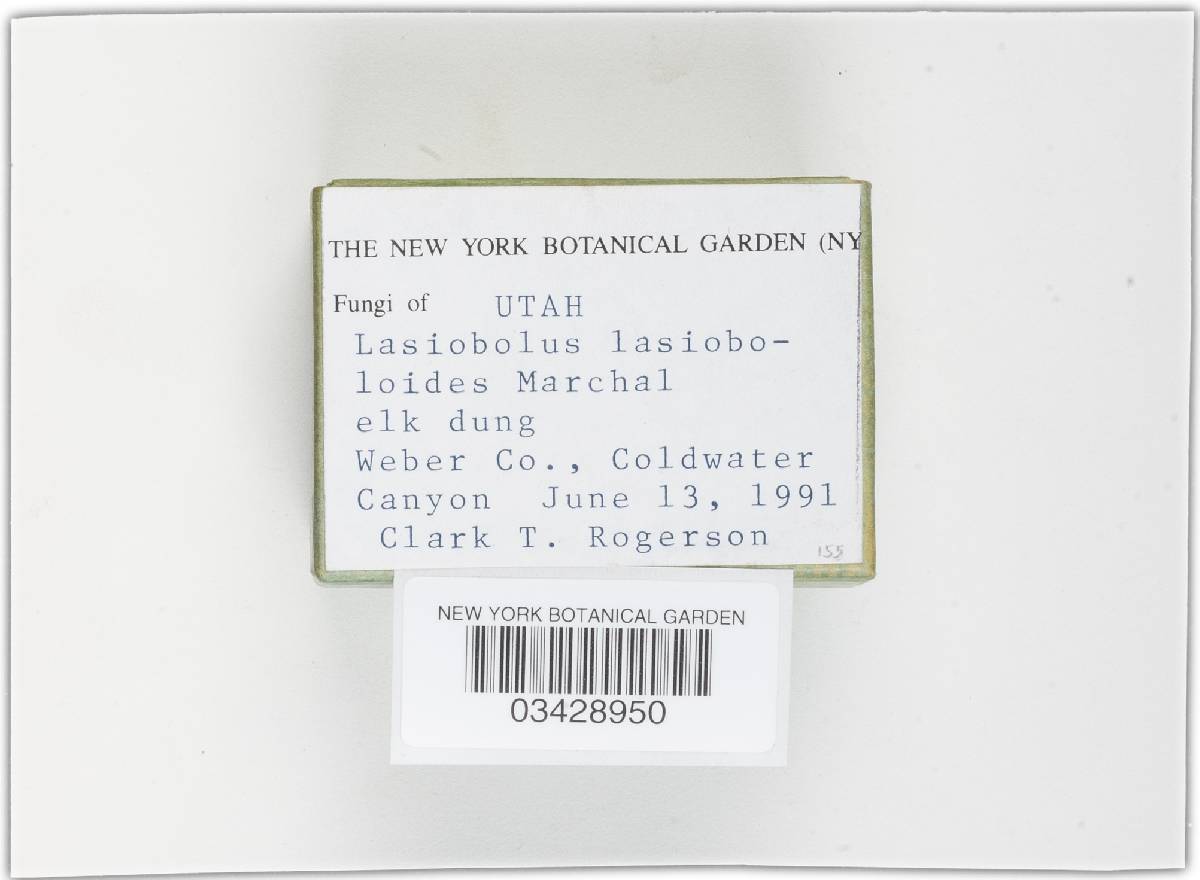 THE NEW YORK BOTANICAL GARDEN (NY
Fungi of UTAH
Lasiobolus lasiobo-
loides Marchal
elk dung
Weber Co., Coldwater
Canyon June 13, 1991
Clark T. Rogerson
155
NEW YORK BOTANICAL GARDEN
03428950